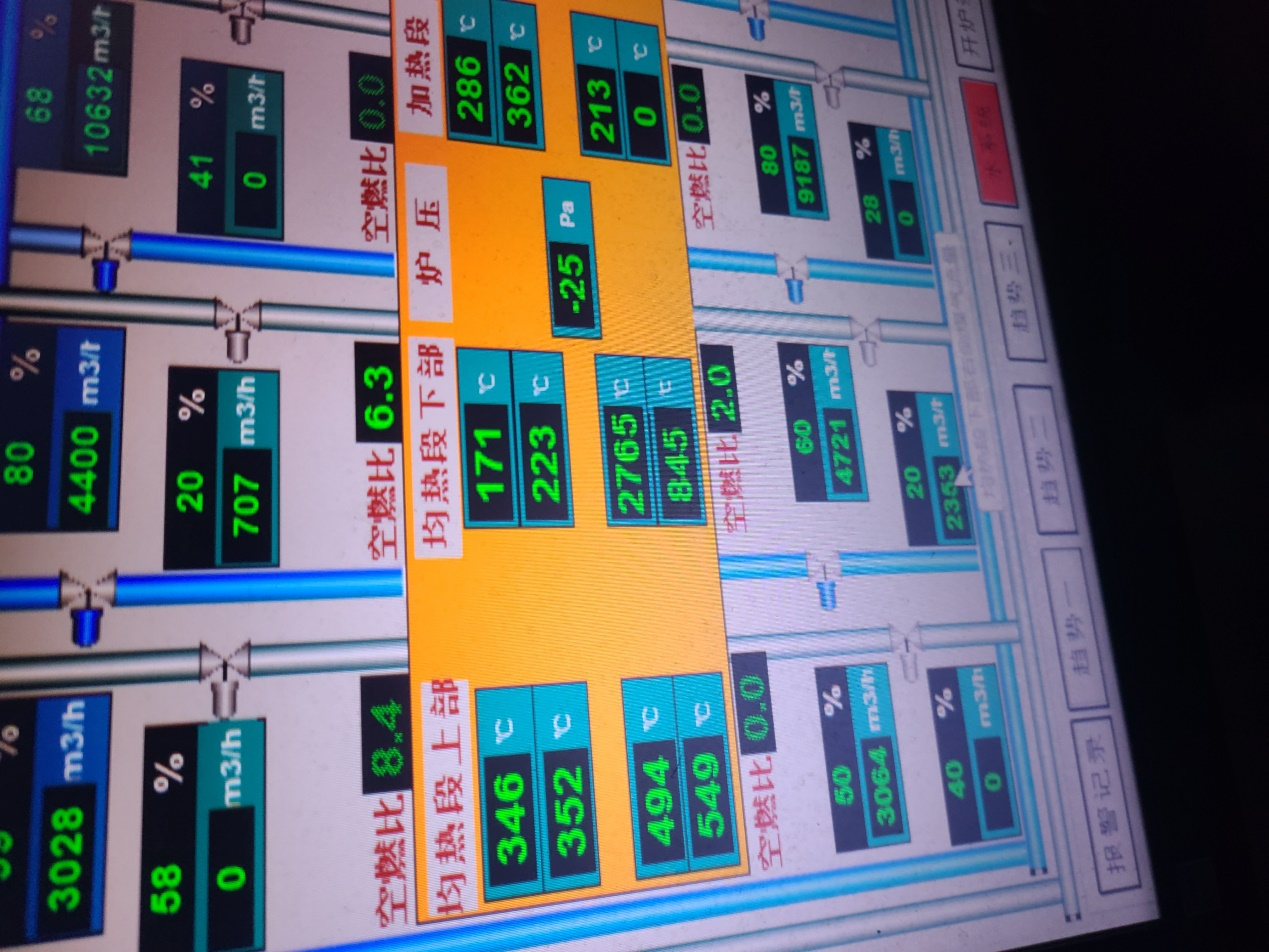 % 80 % 68 %
3028 m3/h 4400 m3/h 10632 m3/h
58 % 20 % 41 %
0 m3/h 707 m3/h 0 m3/h
空燃比 8.4 空燃比 6.3 空燃比 0.0
均热段上部 均热段下部 炉压 加热段
346 ℃ 171 ℃ 286 ℃
352 ℃ 223 ℃ 362 ℃
-25 Pa
494 ℃ 2765 ℃ 213 ℃
549 ℃ 845 ℃ 0 ℃
空燃比 0.0 空燃比 2.0 空燃比 0.0
50 % 60 % 80 %
3064 m3/h 4721 m3/h 9187 m3/h
40 % 20 % 28 %
0 m3/h 2353 m3/h 0 m3/h
报警记录 趋势一 趋势二 趋势三 水系统 开炉